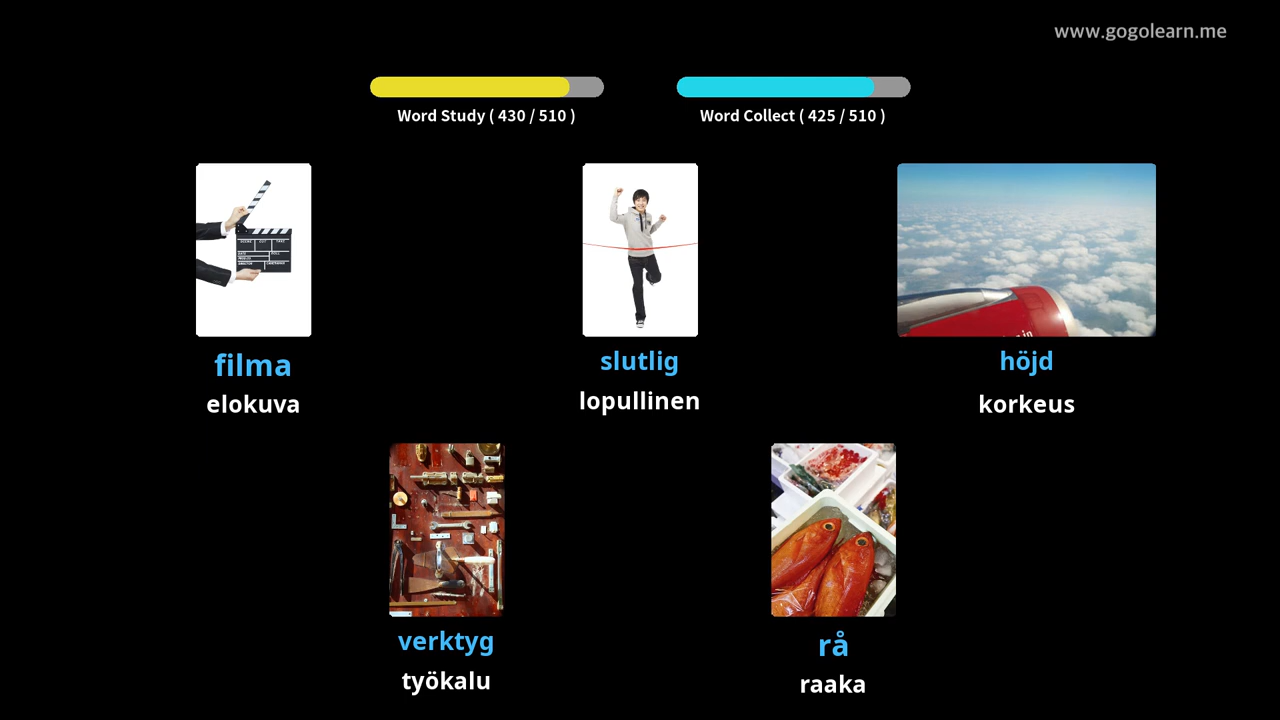 www.gogolearn.me
Word Study ( 430 / 510 )
Word Collect ( 425 / 510 )
filma
elokuva
slutlig
lopullinen
höjd
korkeus
verktyg
työkalu
rå
raaka